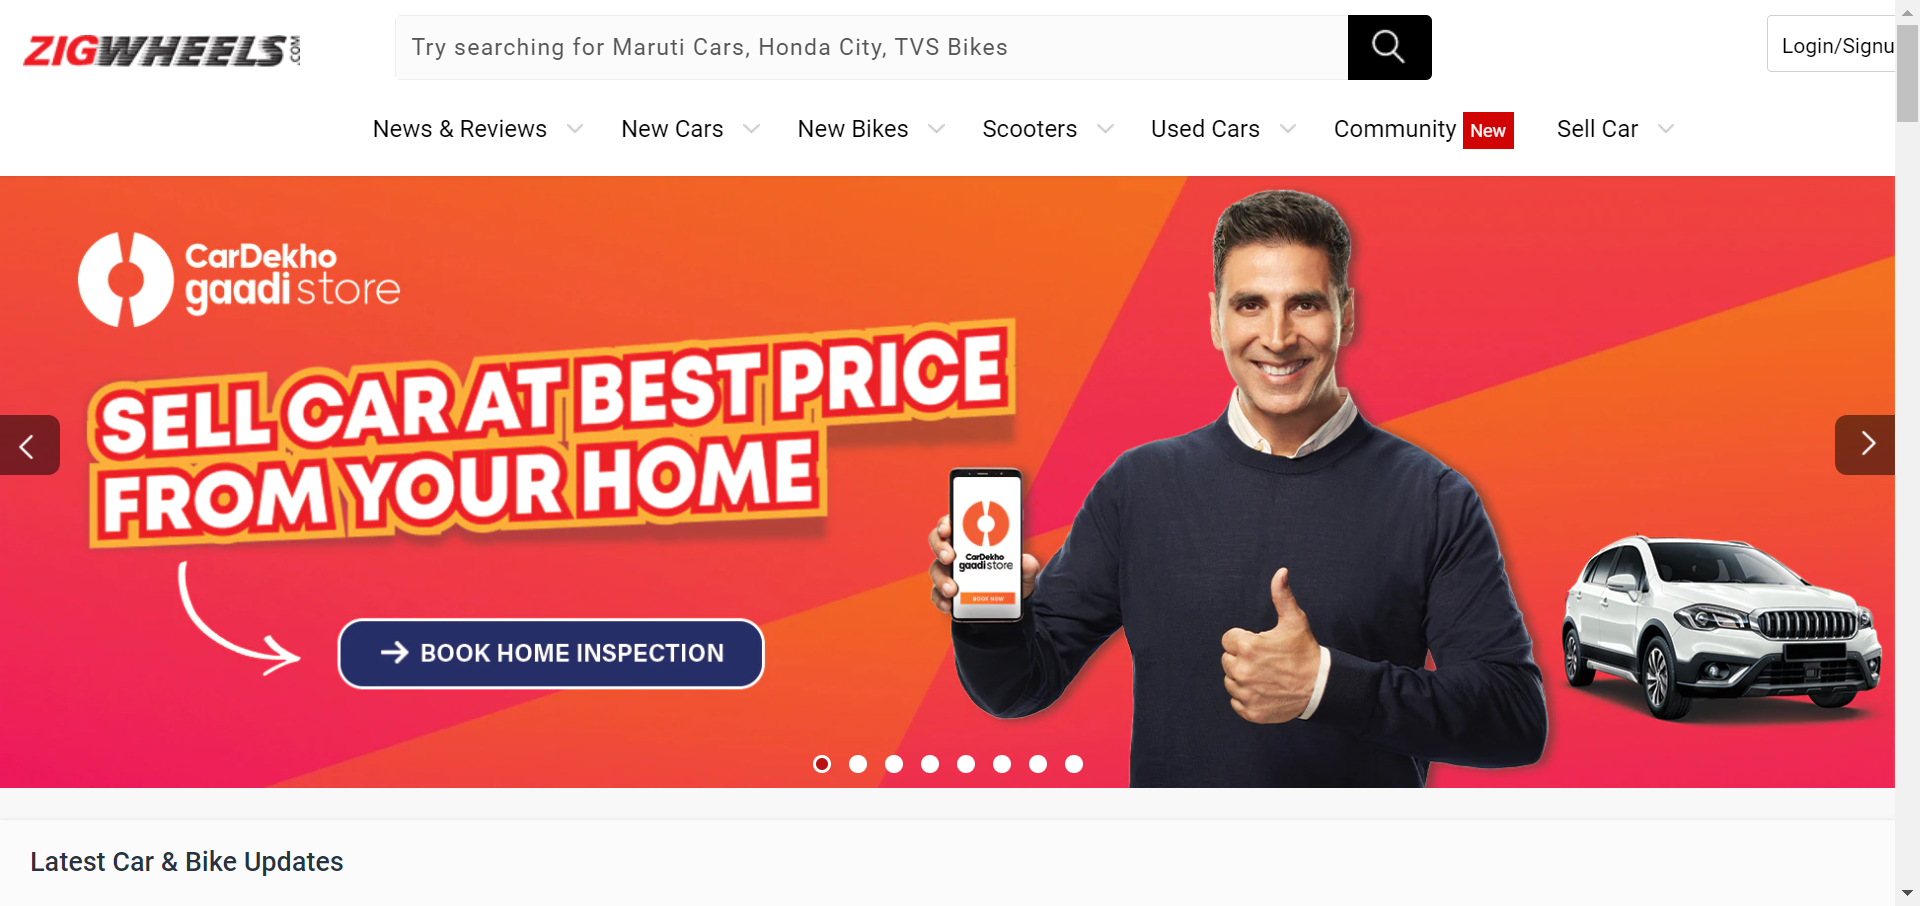 ZIGWHEELS.COM
Try searching for Maruti Cars, Honda City, TVS Bikes
Login/Signu
News & Reviews New Cars New Bikes Scooters Used Cars Community New Sell Car
CarDekho
gaadi store
SELL CAR AT BEST PRICE
FROM YOUR HOME
CarDekho
gaadi store
BOOK NOW
BOOK HOME INSPECTION
Latest Car & Bike Updates